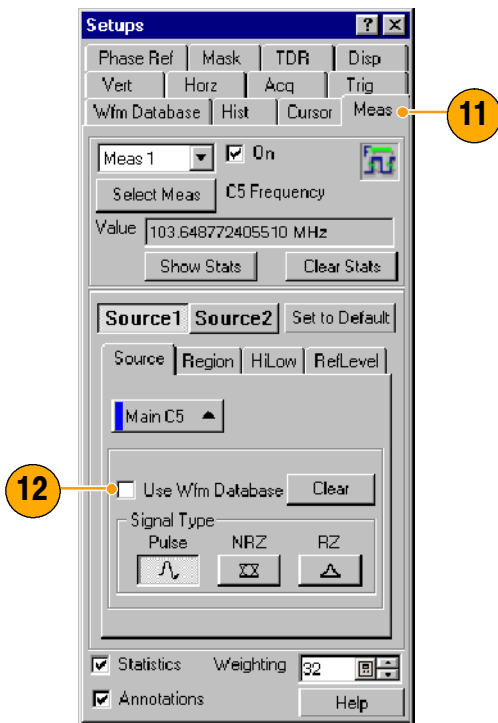 Setups
Phase Ref Mask TDR Disp
Vert Horz Acq Trig
Wfm Database Hist Cursor Meas
11
Meas 1 On
Select Meas C5 Frequency
Value 103.648772405510 MHz
Show Stats Clear Stats
Source1 Source2 Set to Default
Source Region HiLow RefLevel
Main C5
12
Use Wfm Database Clear
Signal Type
Pulse NRZ RZ
Statistics Weighting 32
Annotations Help